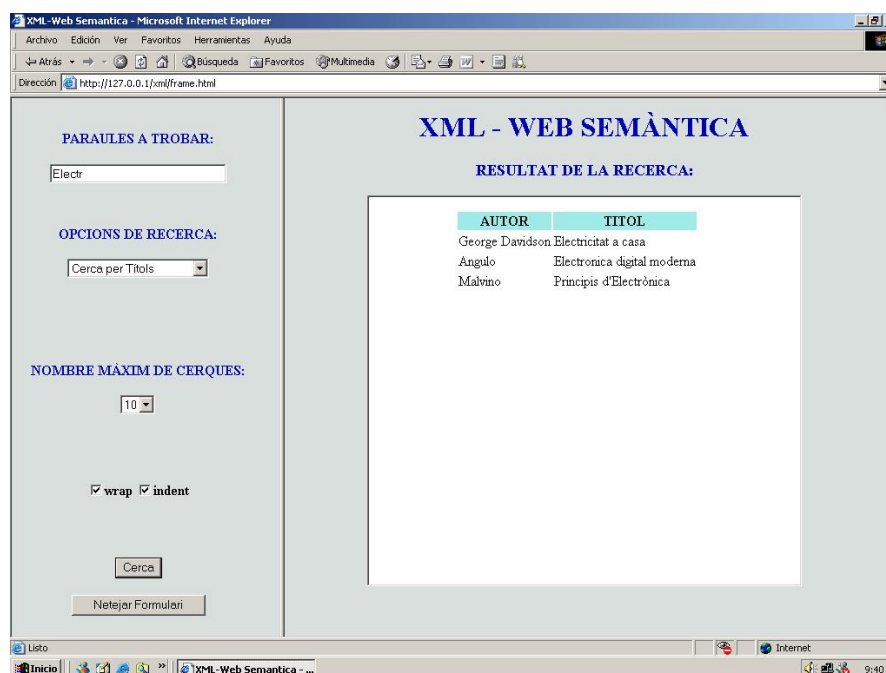 XML-Web Semantica - Microsoft Internet Explorer
Archivo Edición Ver Favoritos Herramientas Ayuda
Atrás Búsqueda Favoritos Multimedia
Dirección http://127.0.0.1/xml/frame.html
PARAULES A TROBAR:
Electr
OPCIONS DE RECERCA:
Cerca per Títols
NOMBRE MÀXIM DE CERQUES:
10
wrap indent
Cerca
Netejar Formulari
XML - WEB SEMÀNTICA
RESULTAT DE LA RECERCA:
AUTOR TITOL
George Davidson Electricitat a casa
Angulo Electronica digital moderna
Malvino Principis d'Electrònica
Listo Internet
Inicio » XML-Web Semantica - ... 9:40